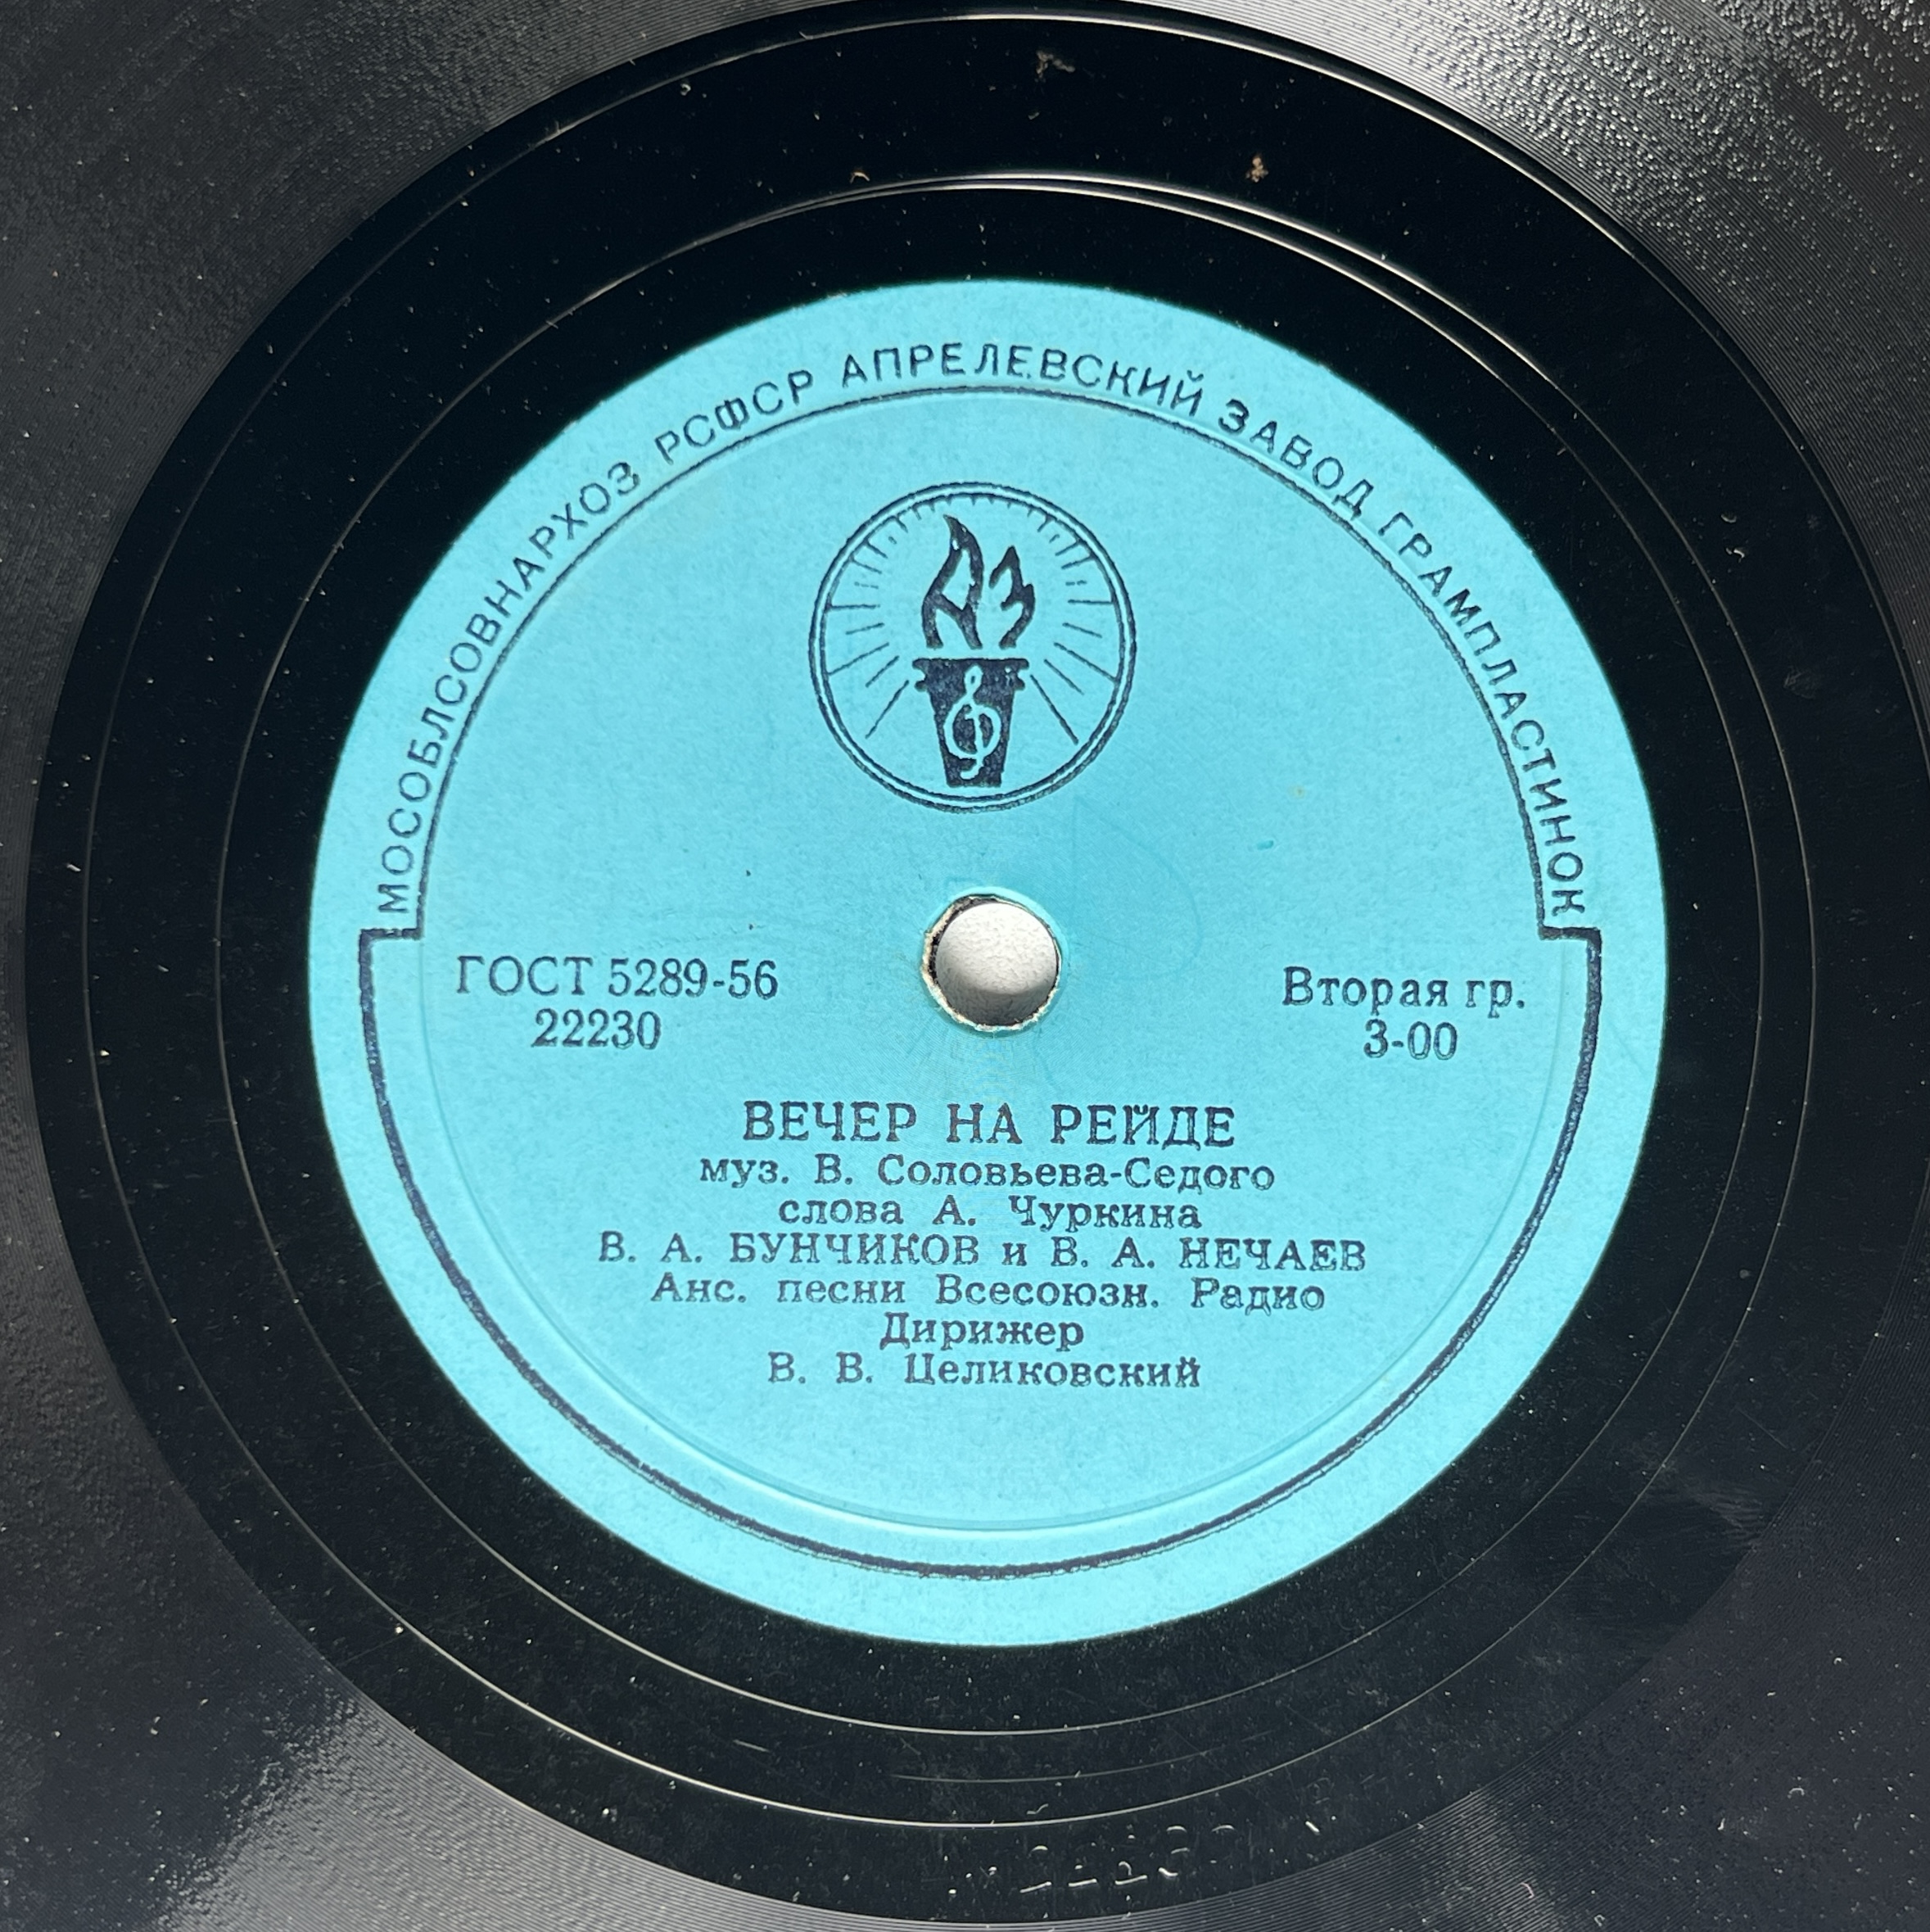 МОСОБЛСОВНАРХОЗ РСФСР АПРЕЛЕВСКИЙ ЗАВОД ГРАМПЛАСТИНОК
АЗ
ГОСТ 5289-56
22230
Вторая гр.
3-00
ВЕЧЕР НА РЕЙДЕ
муз. В. Соловьева-Седого
слова А. Чуркина
В. А. БУНЧИКОВ и В. А. НЕЧАЕВ
Анс. песни Всесоюзн. Радио
Дирижер
В. В. Целиковский